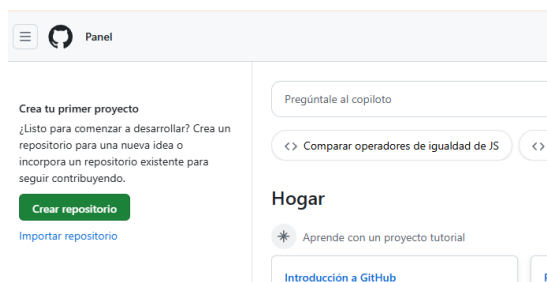 Panel
Crea tu primer proyecto
¿Listo para comenzar a desarrollar? Crea un
repositorio para una nueva idea o
incorpora un repositorio existente para
seguir contribuyendo.
Crear repositorio
Importar repositorio
Pregúntale al copiloto
<> Comparar operadores de igualdad de JS
<>
Hogar
Aprende con un proyecto tutorial
Introducción a GitHub